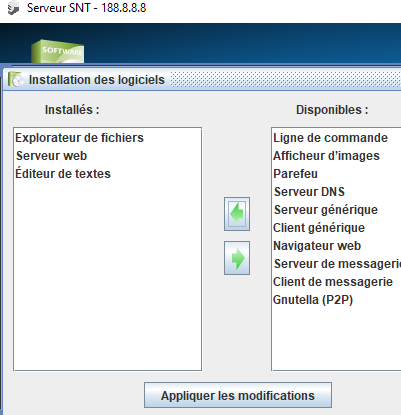 Serveur SNT - 188.8.8.8
SOFTWARE
Installation des logiciels
Installés :
Disponibles :
Explorateur de fichiers
Serveur web
Éditeur de textes
Ligne de commande
Afficheur d'images
Parefeu
Serveur DNS
Serveur générique
Client générique
Navigateur web
Serveur de messagerie
Client de messagerie
Gnutella (P2P)
Appliquer les modifications